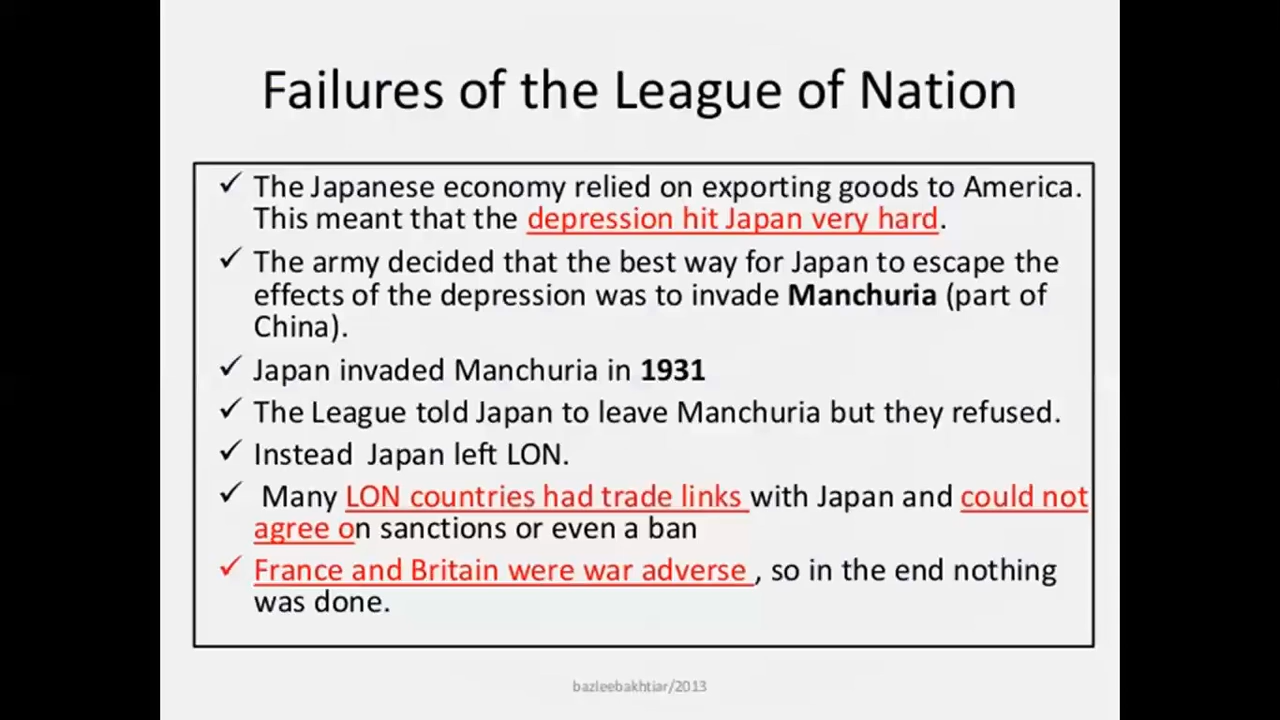 Failures of the League of Nation
✓ The Japanese economy relied on exporting goods to America.
This meant that the depression hit Japan very hard.
✓ The army decided that the best way for Japan to escape the
effects of the depression was to invade Manchuria (part of
China).
✓ Japan invaded Manchuria in 1931
✓ The League told Japan to leave Manchuria but they refused.
✓ Instead Japan left LON.
✓ Many LON countries had trade links with Japan and could not
agree on sanctions or even a ban
✓ France and Britain were war adverse , so in the end nothing
was done.
bazleebakhtiar/2013